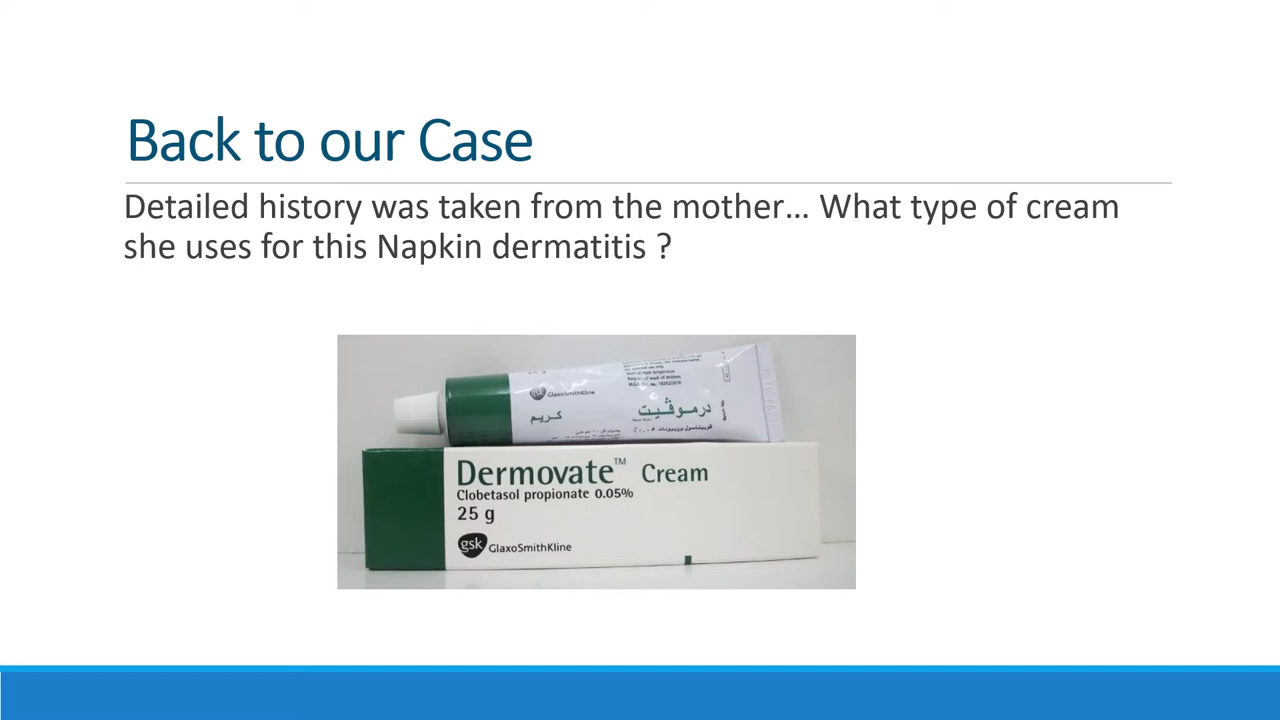 Back to our Case
Detailed history was taken from the mother... What type of cream
she uses for this Napkin dermatitis ?
GlaxoSmithKline
كريم
درموڤيت
Dermovate™ Cream
Clobetasol propionate 0.05%
25 g
gsk GlaxoSmithKline